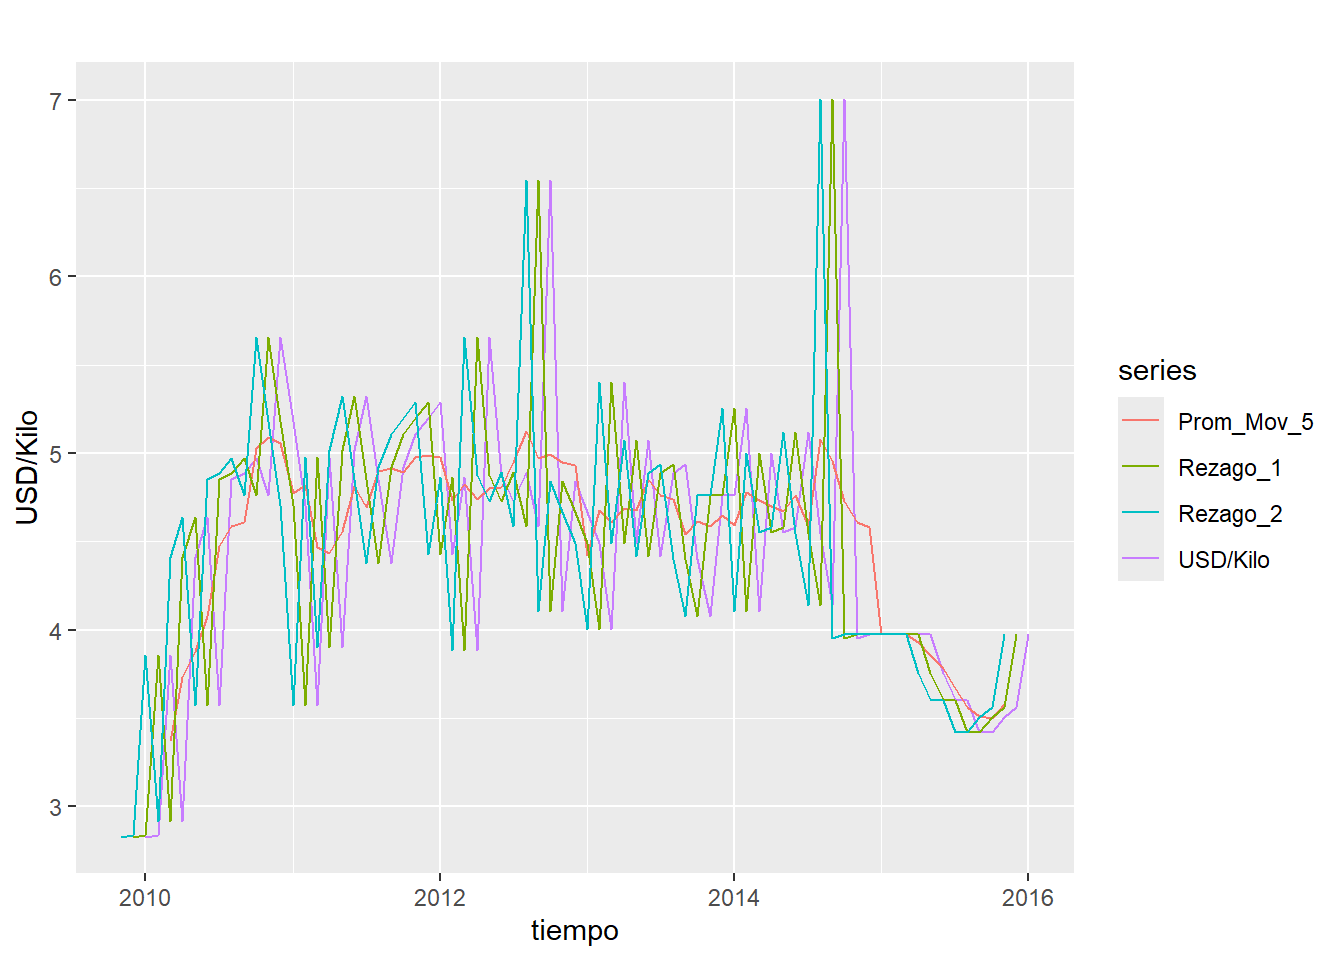 7
6
5
4
3
USD/Kilo
2010 2012 2014 2016
tiempo
series
Prom_Mov_5
Rezago_1
Rezago_2
USD/Kilo